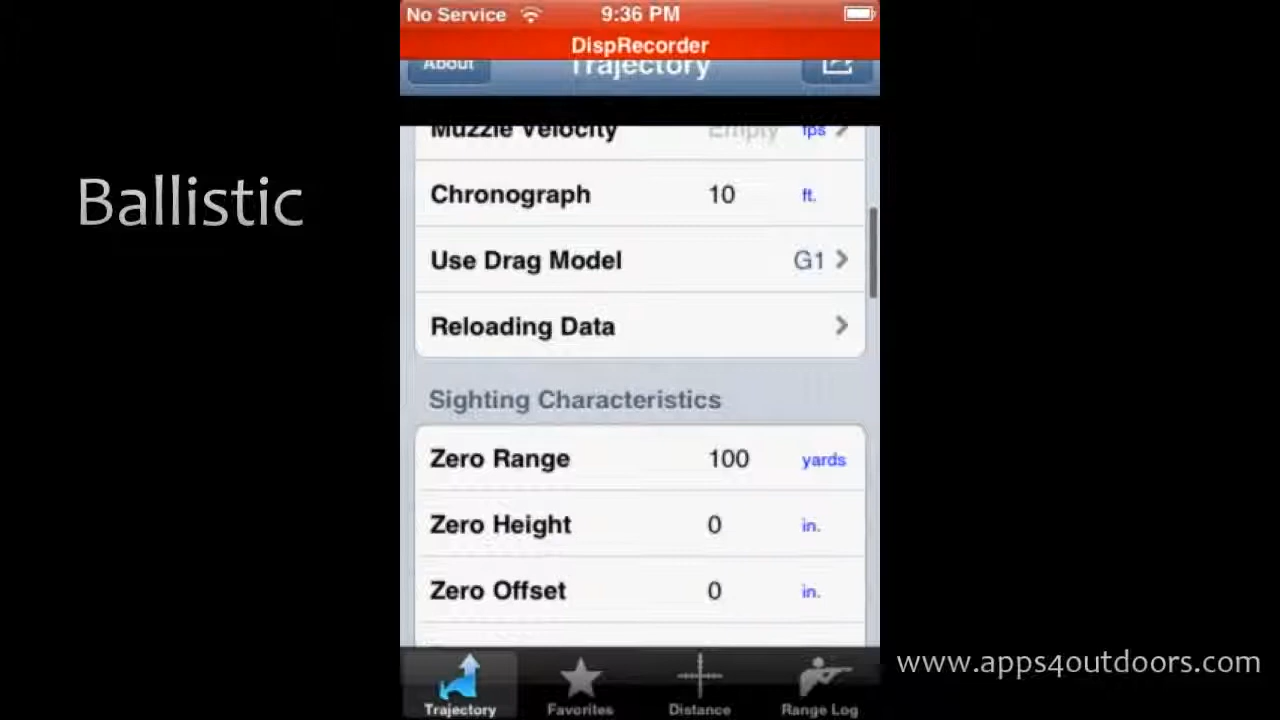 No Service 9:36 PM
DispRecorder
About Trajectory
Muzzle Velocity Empty fps
Ballistic
Chronograph 10 ft.
Use Drag Model G1
Reloading Data
Sighting Characteristics
Zero Range 100 yards
Zero Height 0 in.
Zero Offset 0 in.
www.apps4outdoors.com
Trajectory Favorites Distance Range Log